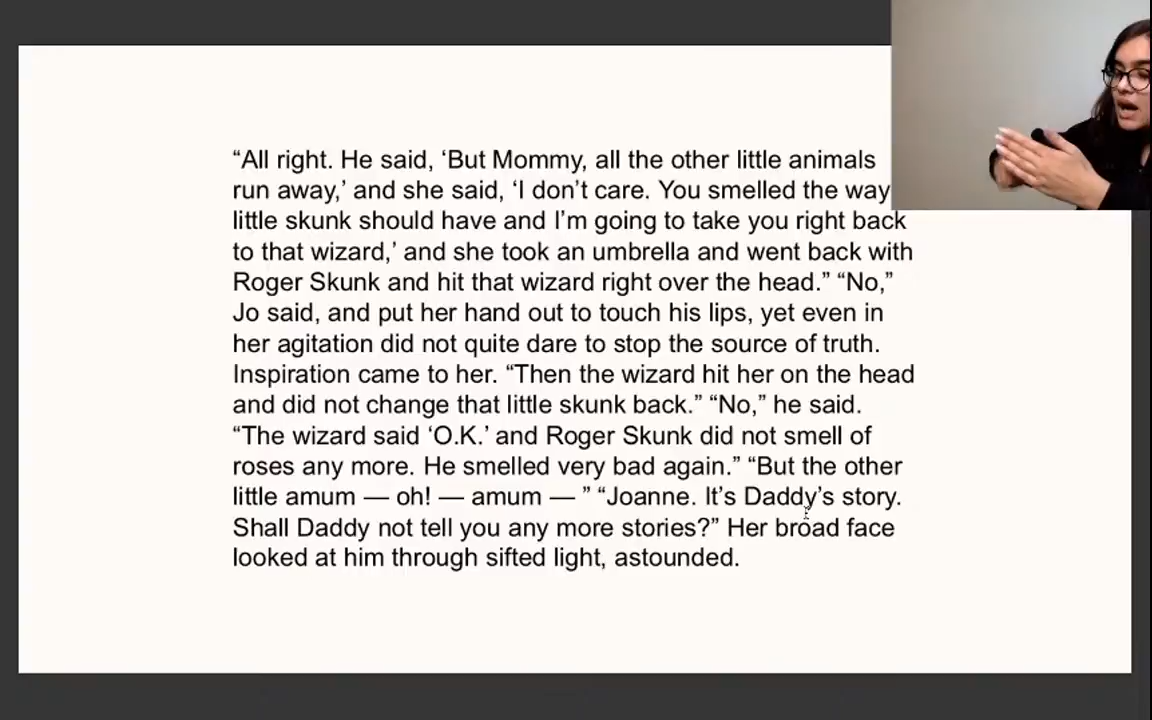 “All right. He said, ‘But Mommy, all the other little animals
run away,’ and she said, ‘I don’t care. You smelled the way
little skunk should have and I’m going to take you right back
to that wizard,’ and she took an umbrella and went back with
Roger Skunk and hit that wizard right over the head.” “No,”
Jo said, and put her hand out to touch his lips, yet even in
her agitation did not quite dare to stop the source of truth.
Inspiration came to her. “Then the wizard hit her on the head
and did not change that little skunk back.” “No,” he said.
“The wizard said ‘O.K.’ and Roger Skunk did not smell of
roses any more. He smelled very bad again.” “But the other
little amum — oh! — amum — ” “Joanne. It’s Daddy’s story.
Shall Daddy not tell you any more stories?” Her broad face
looked at him through sifted light, astounded.